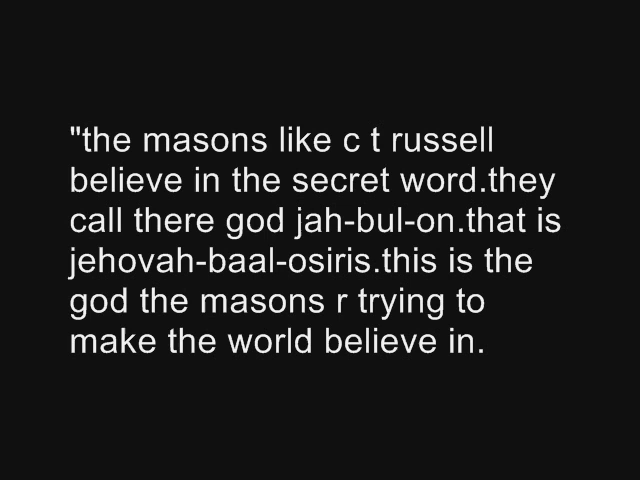 "the masons like c t russell
believe in the secret word.they
call there god jah-bul-on.that is
jehovah-baal-osiris.this is the
god the masons r trying to
make the world believe in.